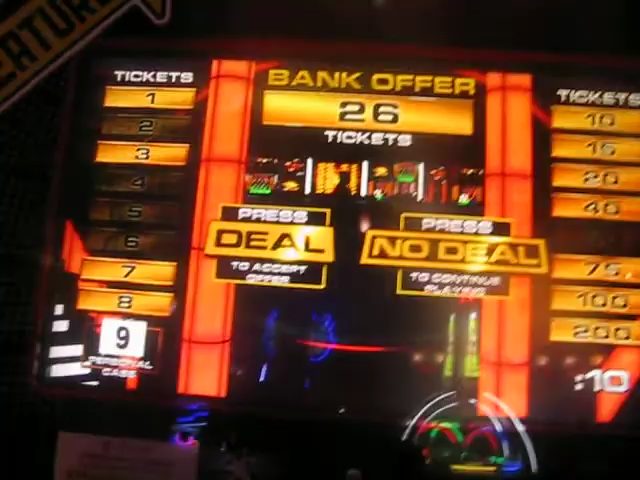 TICKETS
1
2
3
4
5
6
7
8
9
PERSONAL
CASE
BANK OFFER
26
TICKETS
PRESS
DEAL
TO ACCEPT
OFFER
PRESS
NO DEAL
TO CONTINUE
PLAYING
TICKETS
10
15
20
40
75
100
200
:10